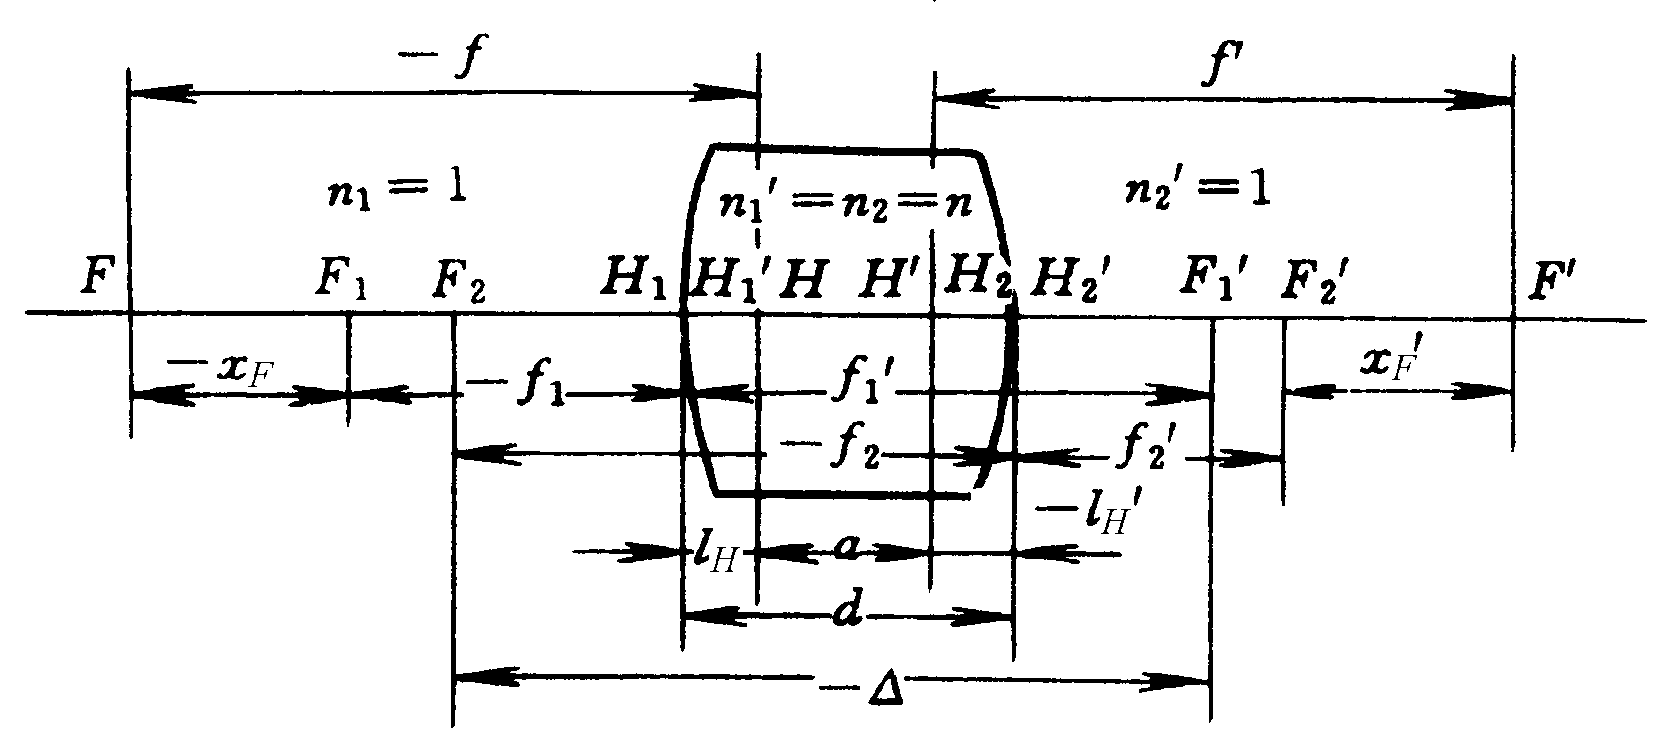 − f f′
n₁ = 1 n₁′ = n₂ = n n₂′ = 1
F F₁ F₂ H₁ H₁′ H H′ H₂ H₂′ F₁′ F₂′ F′
− x_F − f₁ f₁′ x_F′
− f₂ f₂′
l_H a − l_H′
d
− Δ